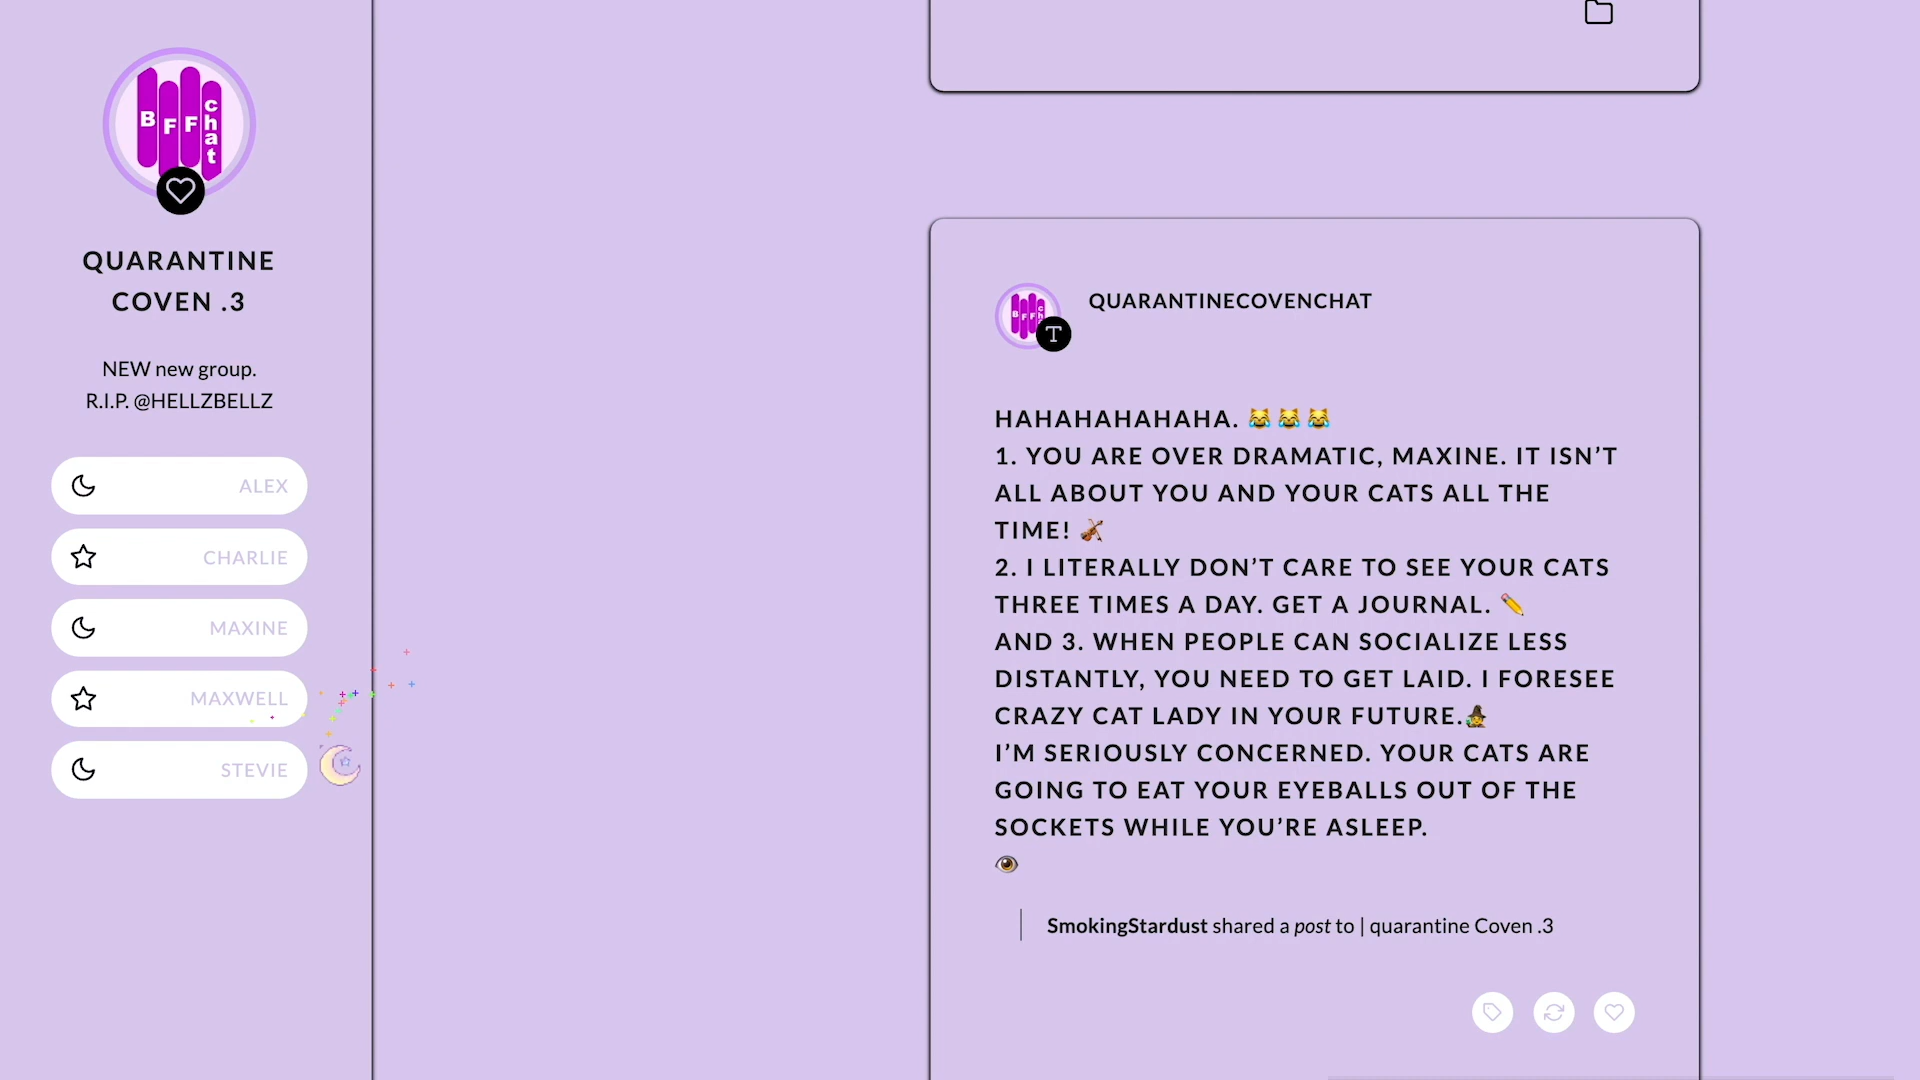 B F F chat
QUARANTINE
COVEN .3
NEW new group.
R.I.P. @HELLZBELLZ
ALEX
CHARLIE
MAXINE
MAXWELL
STEVIE
B F F cha
T
QUARANTINECOVENCHAT
HAHAHAHAHAHA. 😹 😹 😹
1. YOU ARE OVER DRAMATIC, MAXINE. IT ISN’T
ALL ABOUT YOU AND YOUR CATS ALL THE
TIME! 🎻
2. I LITERALLY DON’T CARE TO SEE YOUR CATS
THREE TIMES A DAY. GET A JOURNAL. ✏️
AND 3. WHEN PEOPLE CAN SOCIALIZE LESS
DISTANTLY, YOU NEED TO GET LAID. I FORESEE
CRAZY CAT LADY IN YOUR FUTURE.
I’M SERIOUSLY CONCERNED. YOUR CATS ARE
GOING TO EAT YOUR EYEBALLS OUT OF THE
SOCKETS WHILE YOU’RE ASLEEP.
👁️
SmokingStardust shared a post to | quarantine Coven .3